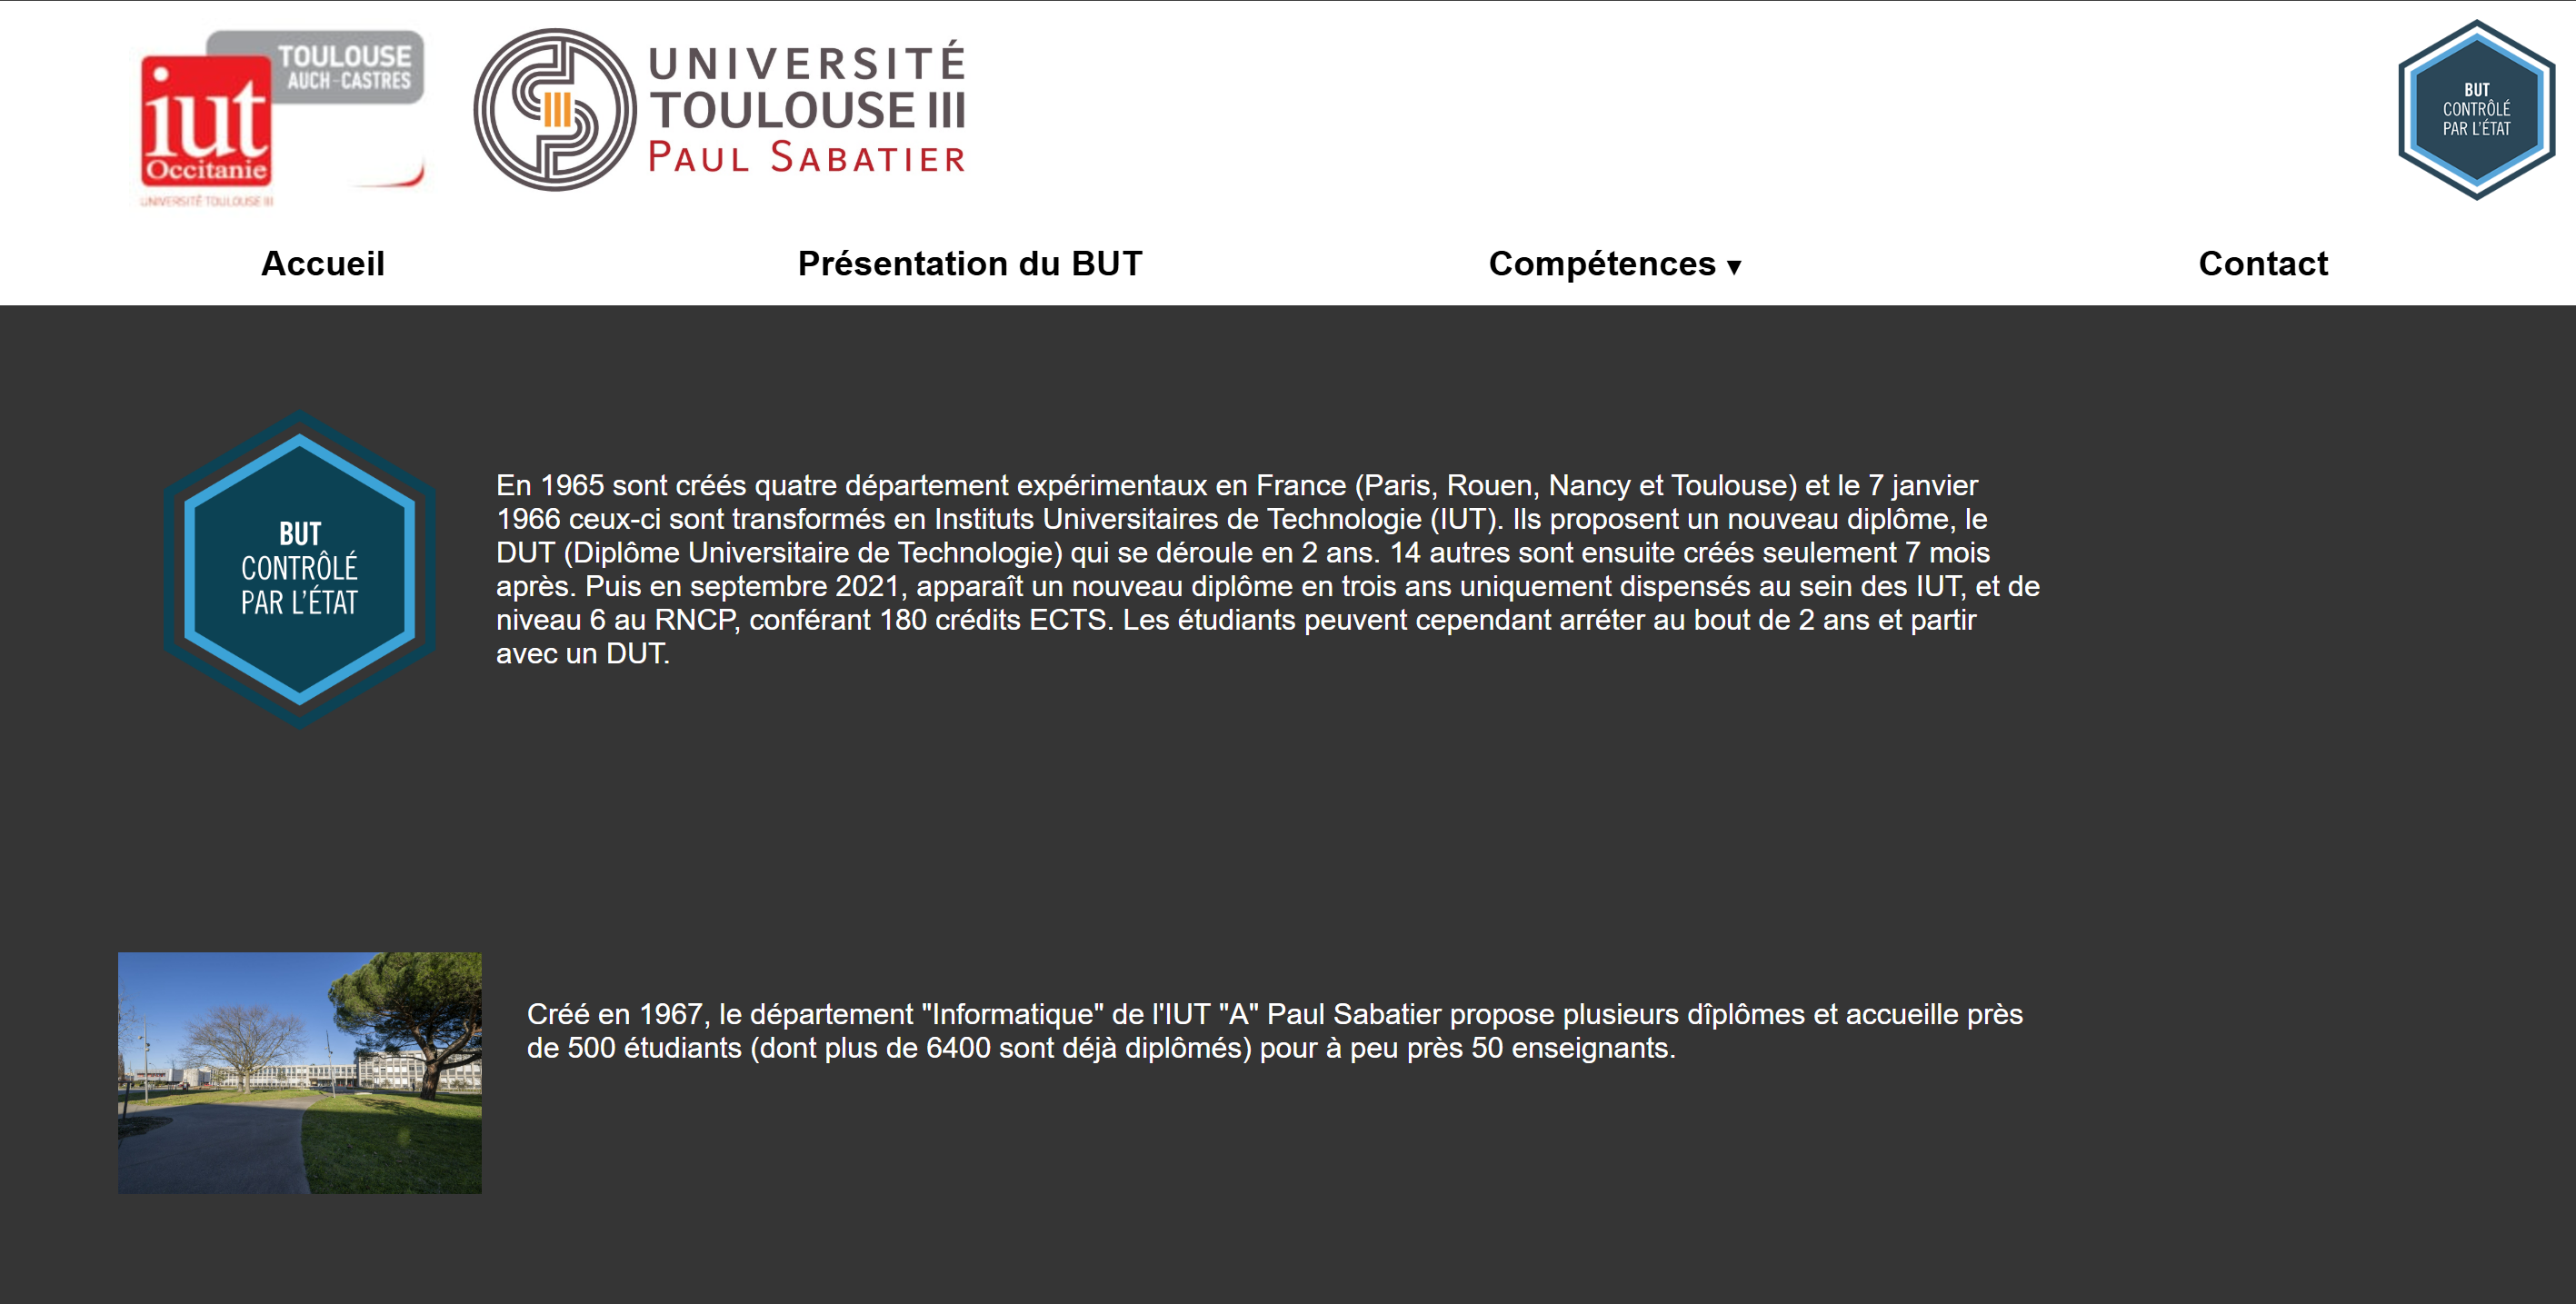 TOULOUSE
AUCH-CASTRES
iut
Occitanie
UNIVERSITÉ TOULOUSE III
UNIVERSITÉ
TOULOUSE III
PAUL SABATIER
BUT
CONTRÔLÉ
PAR L'ÉTAT
Accueil
Présentation du BUT
Compétences ▾
Contact
BUT
CONTRÔLÉ
PAR L'ÉTAT
En 1965 sont créés quatre département expérimentaux en France (Paris, Rouen, Nancy et Toulouse) et le 7 janvier
1966 ceux-ci sont transformés en Instituts Universitaires de Technologie (IUT). Ils proposent un nouveau diplôme, le
DUT (Diplôme Universitaire de Technologie) qui se déroule en 2 ans. 14 autres sont ensuite créés seulement 7 mois
après. Puis en septembre 2021, apparaît un nouveau diplôme en trois ans uniquement dispensés au sein des IUT, et de
niveau 6 au RNCP, conférant 180 crédits ECTS. Les étudiants peuvent cependant arréter au bout de 2 ans et partir
avec un DUT.
Créé en 1967, le département "Informatique" de l'IUT "A" Paul Sabatier propose plusieurs dîplômes et accueille près
de 500 étudiants (dont plus de 6400 sont déjà diplômés) pour à peu près 50 enseignants.